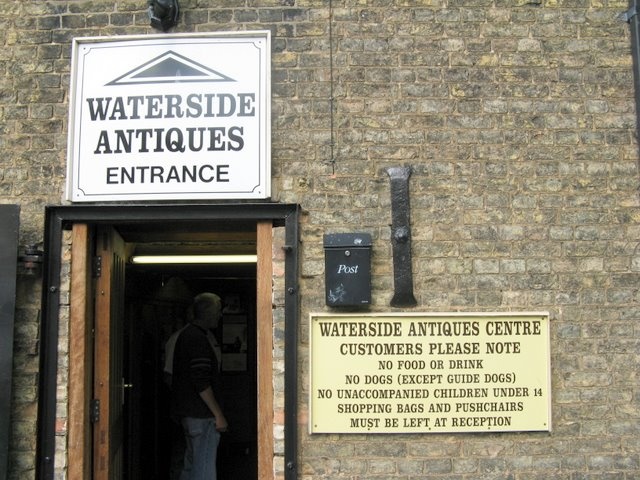 WATERSIDE
ANTIQUES
ENTRANCE
Post
WATERSIDE ANTIQUES CENTRE
CUSTOMERS PLEASE NOTE
NO FOOD OR DRINK
NO DOGS (EXCEPT GUIDE DOGS)
NO UNACCOMPANIED CHILDREN UNDER 14
SHOPPING BAGS AND PUSHCHAIRS
MUST BE LEFT AT RECEPTION